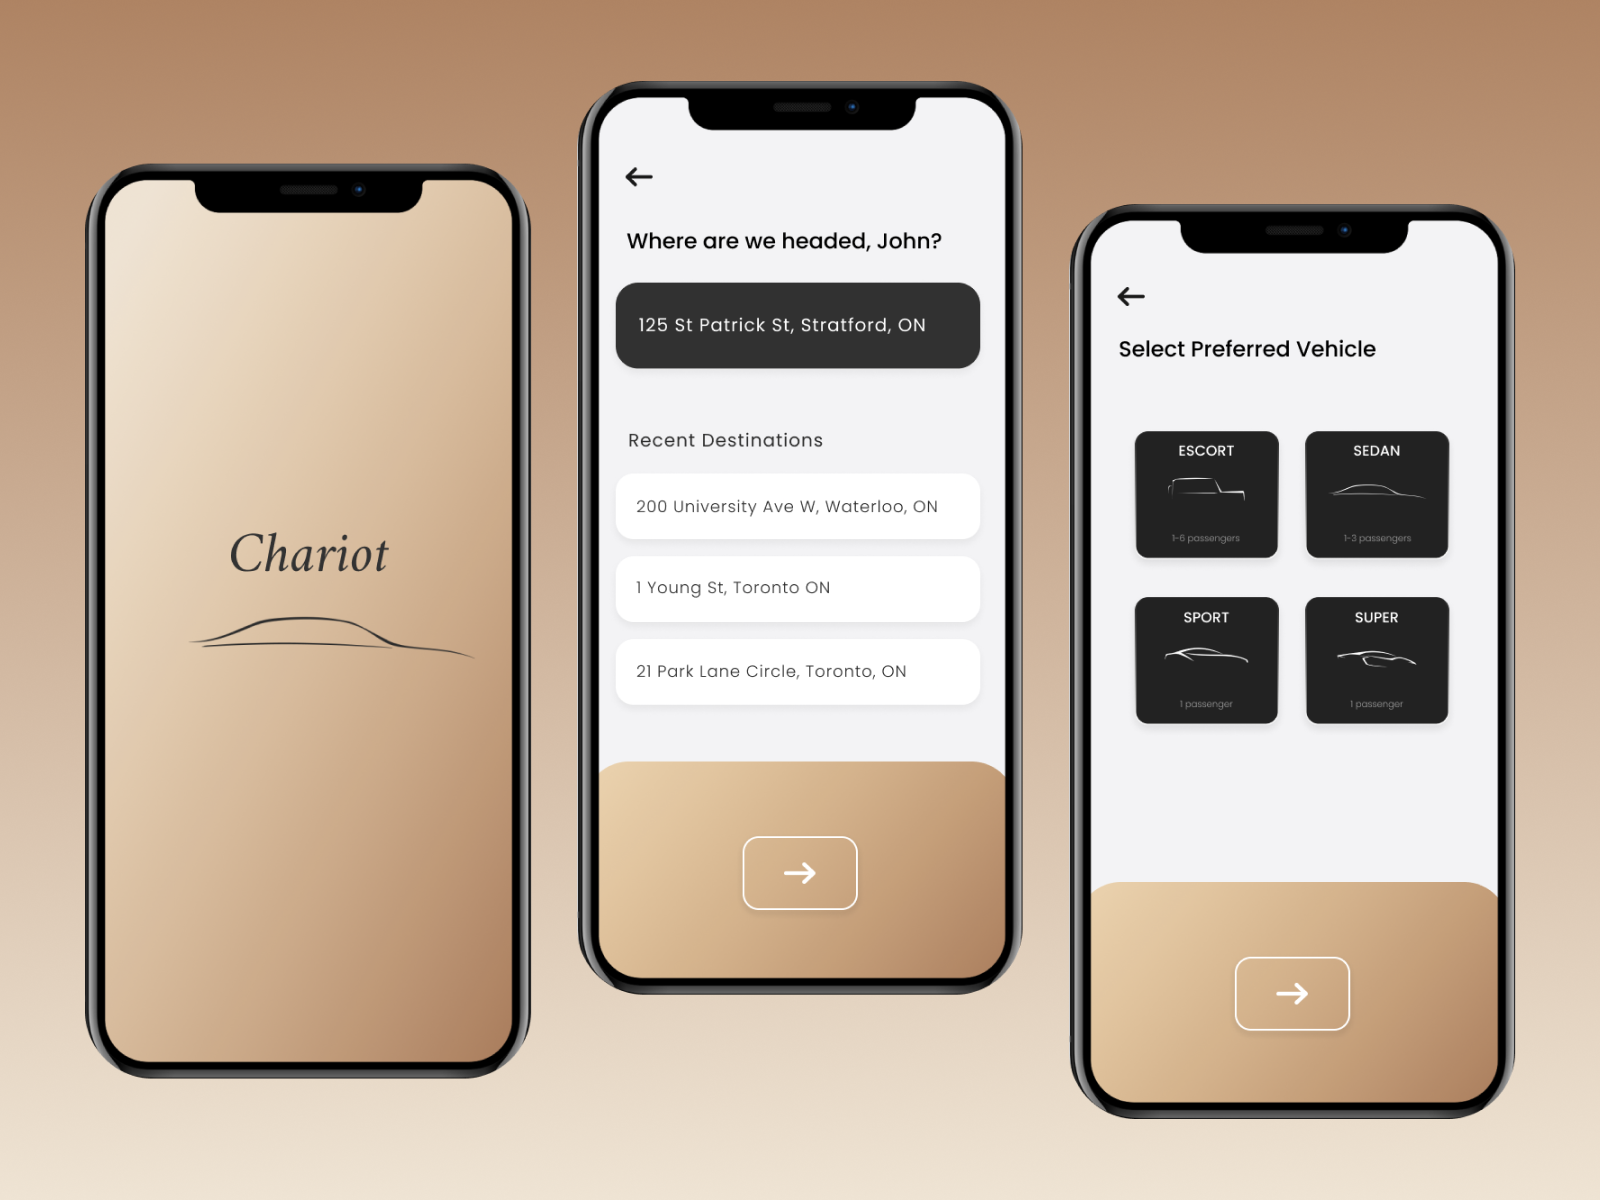 Chariot
Where are we headed, John?
125 St Patrick St, Stratford, ON
Recent Destinations
200 University Ave W, Waterloo, ON
1 Young St, Toronto ON
21 Park Lane Circle, Toronto, ON
Select Preferred Vehicle
ESCORT
1-6 passengers
SEDAN
1-3 passengers
SPORT
1 passenger
SUPER
1 passenger